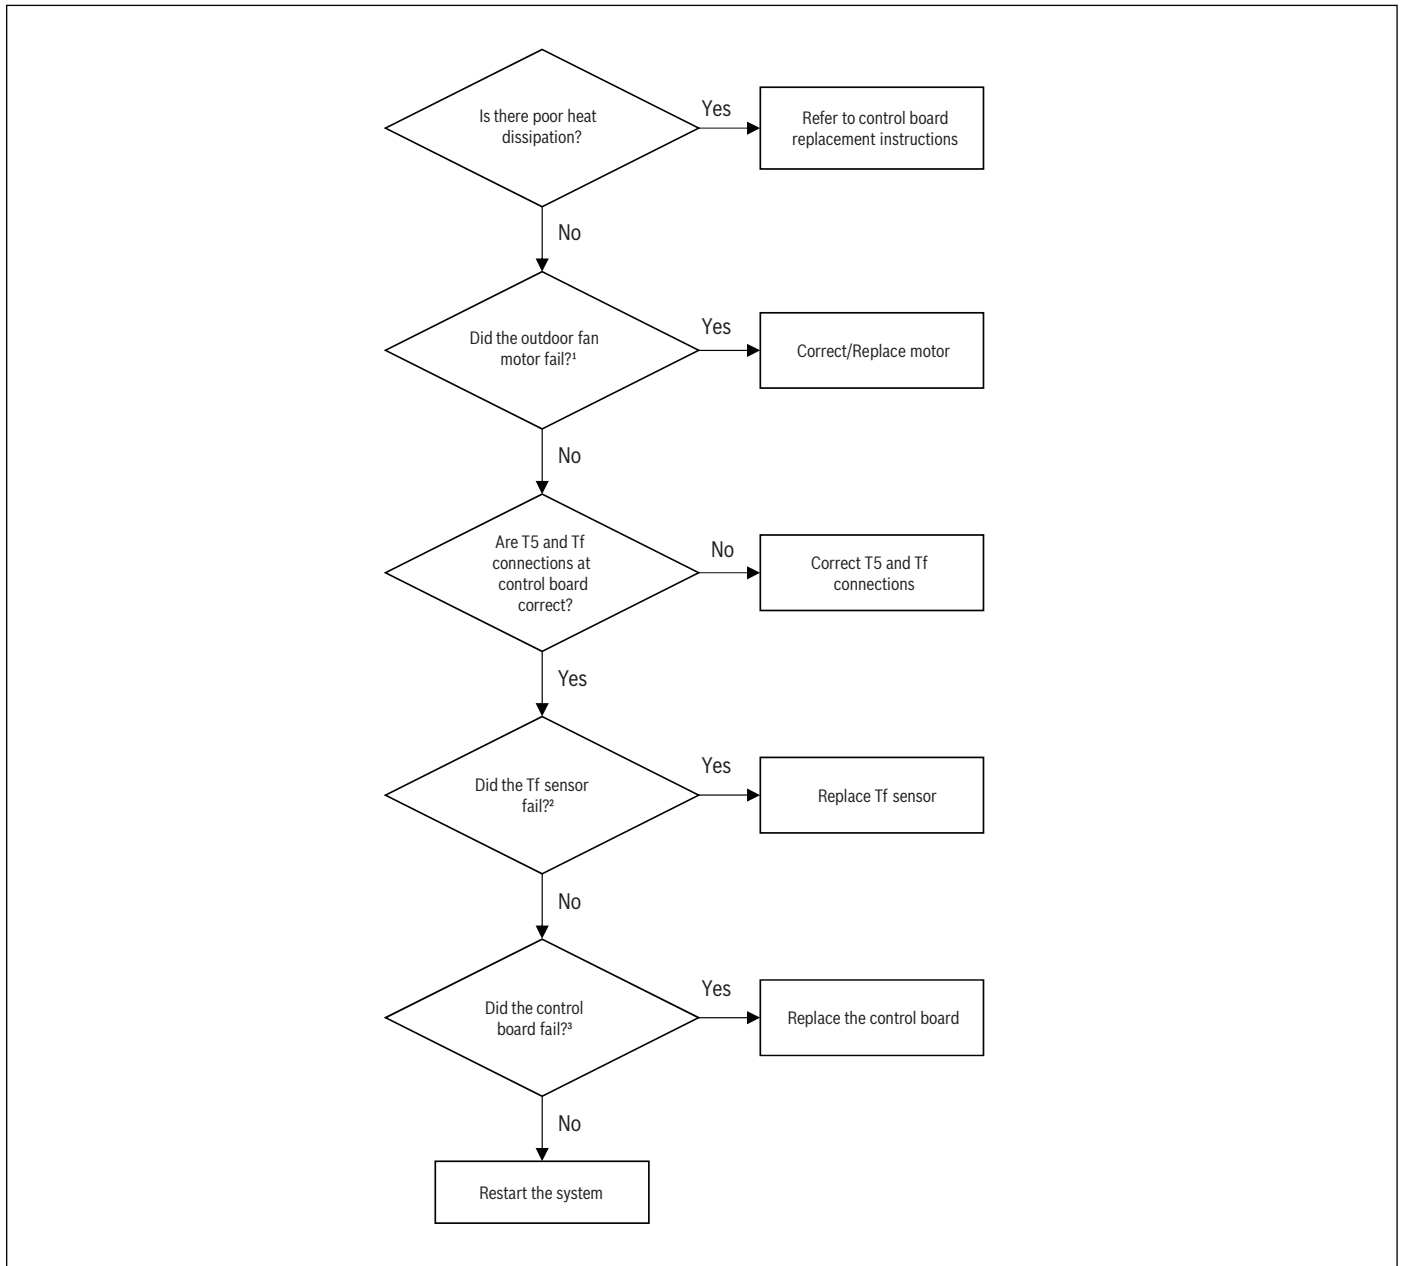 Is there poor heat
dissipation?
Yes
Refer to control board
replacement instructions
No
Did the outdoor fan
motor fail?¹
Yes
Correct/Replace motor
No
Are T5 and Tf
connections at
control board
correct?
No
Correct T5 and Tf
connections
Yes
Did the Tf sensor
fail?²
Yes
Replace Tf sensor
No
Did the control
board fail?³
Yes
Replace the control board
No
Restart the system